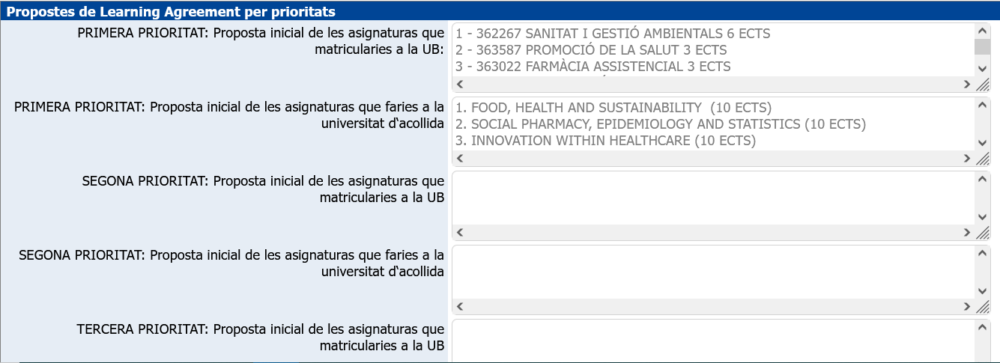 Propostes de Learning Agreement per prioritats
PRIMERA PRIORITAT: Proposta inicial de les asignaturas que
matricularies a la UB:
1 - 362267 SANITAT I GESTIÓ AMBIENTALS 6 ECTS
2 - 363587 PROMOCIÓ DE LA SALUT 3 ECTS
3 - 363022 FARMÀCIA ASSISTENCIAL 3 ECTS
PRIMERA PRIORITAT: Proposta inicial de les asignaturas que faries a la
universitat d'acollida
1. FOOD, HEALTH AND SUSTAINABILITY (10 ECTS)
2. SOCIAL PHARMACY, EPIDEMIOLOGY AND STATISTICS (10 ECTS)
3. INNOVATION WITHIN HEALTHCARE (10 ECTS)
SEGONA PRIORITAT: Proposta inicial de les asignaturas que
matricularies a la UB
SEGONA PRIORITAT: Proposta inicial de les asignaturas que faries a la
universitat d'acollida
TERCERA PRIORITAT: Proposta inicial de les asignaturas que
matricularies a la UB